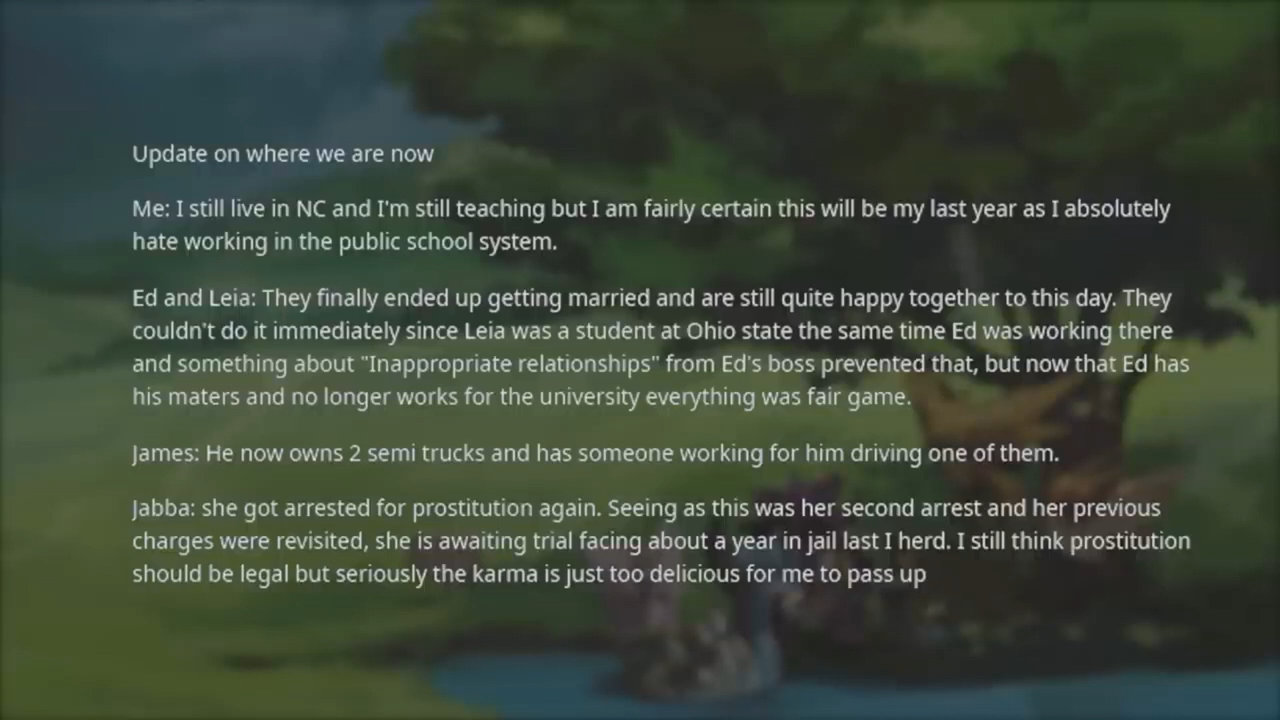 Update on where we are now
Me: I still live in NC and I'm still teaching but I am fairly certain this will be my last year as I absolutely
hate working in the public school system.
Ed and Leia: They finally ended up getting married and are still quite happy together to this day. They
couldn't do it immediately since Leia was a student at Ohio state the same time Ed was working there
and something about "Inappropriate relationships" from Ed's boss prevented that, but now that Ed has
his maters and no longer works for the university everything was fair game.
James: He now owns 2 semi trucks and has someone working for him driving one of them.
Jabba: she got arrested for prostitution again. Seeing as this was her second arrest and her previous
charges were revisited, she is awaiting trial facing about a year in jail last I herd. I still think prostitution
should be legal but seriously the karma is just too delicious for me to pass up